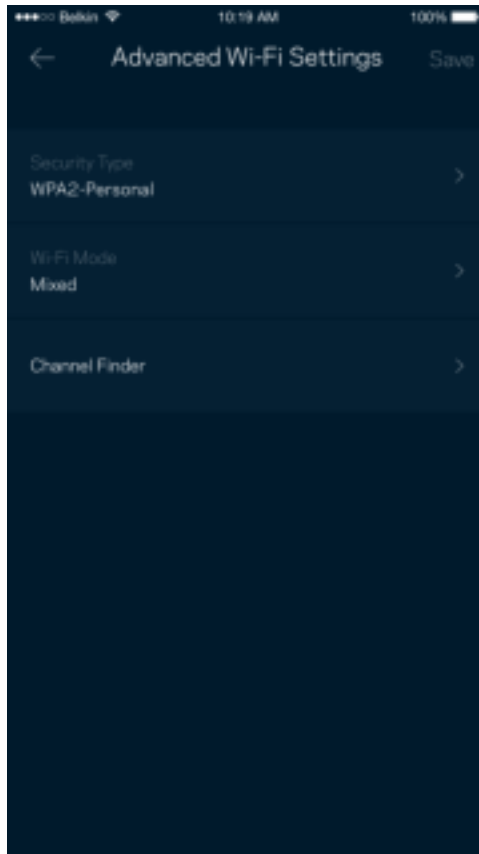 Belkin 10:19 AM 100%
Advanced Wi-Fi Settings Save
Security Type
WPA2-Personal
Wi-Fi Mode
Mixed
Channel Finder